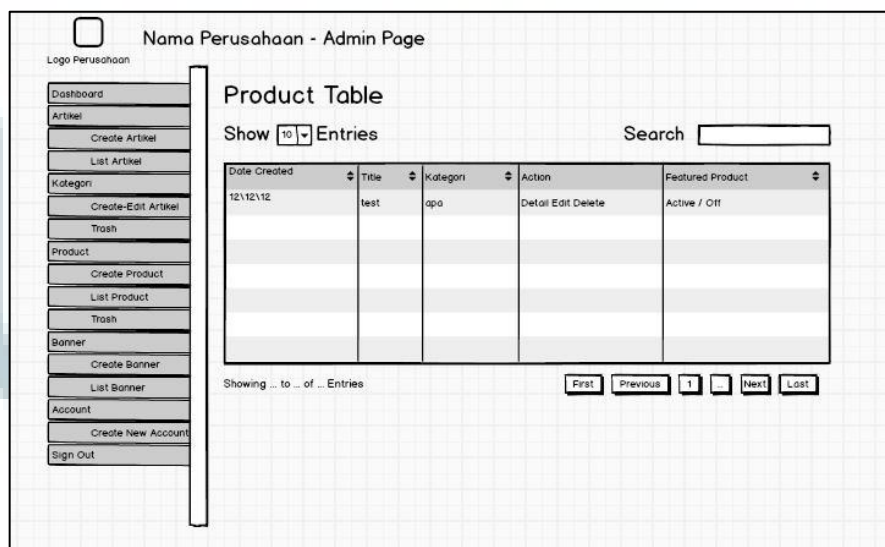 Nama Perusahaan - Admin Page
Logo Perusahaan
Dashboard
Artikel
Create Artikel
List Artikel
Kategori
Create-Edit Artikel
Trash
Product
Create Product
List Product
Trash
Banner
Create Banner
List Banner
Account
Create New Account
Sign Out
Product Table
Show 10 Entries
Search
Date Created Title Kategori Action Featured Product
12\12\12 test apa Detail Edit Delete Active / Off
Showing ... to ... of ... Entries
First Previous 1 ... Next Last